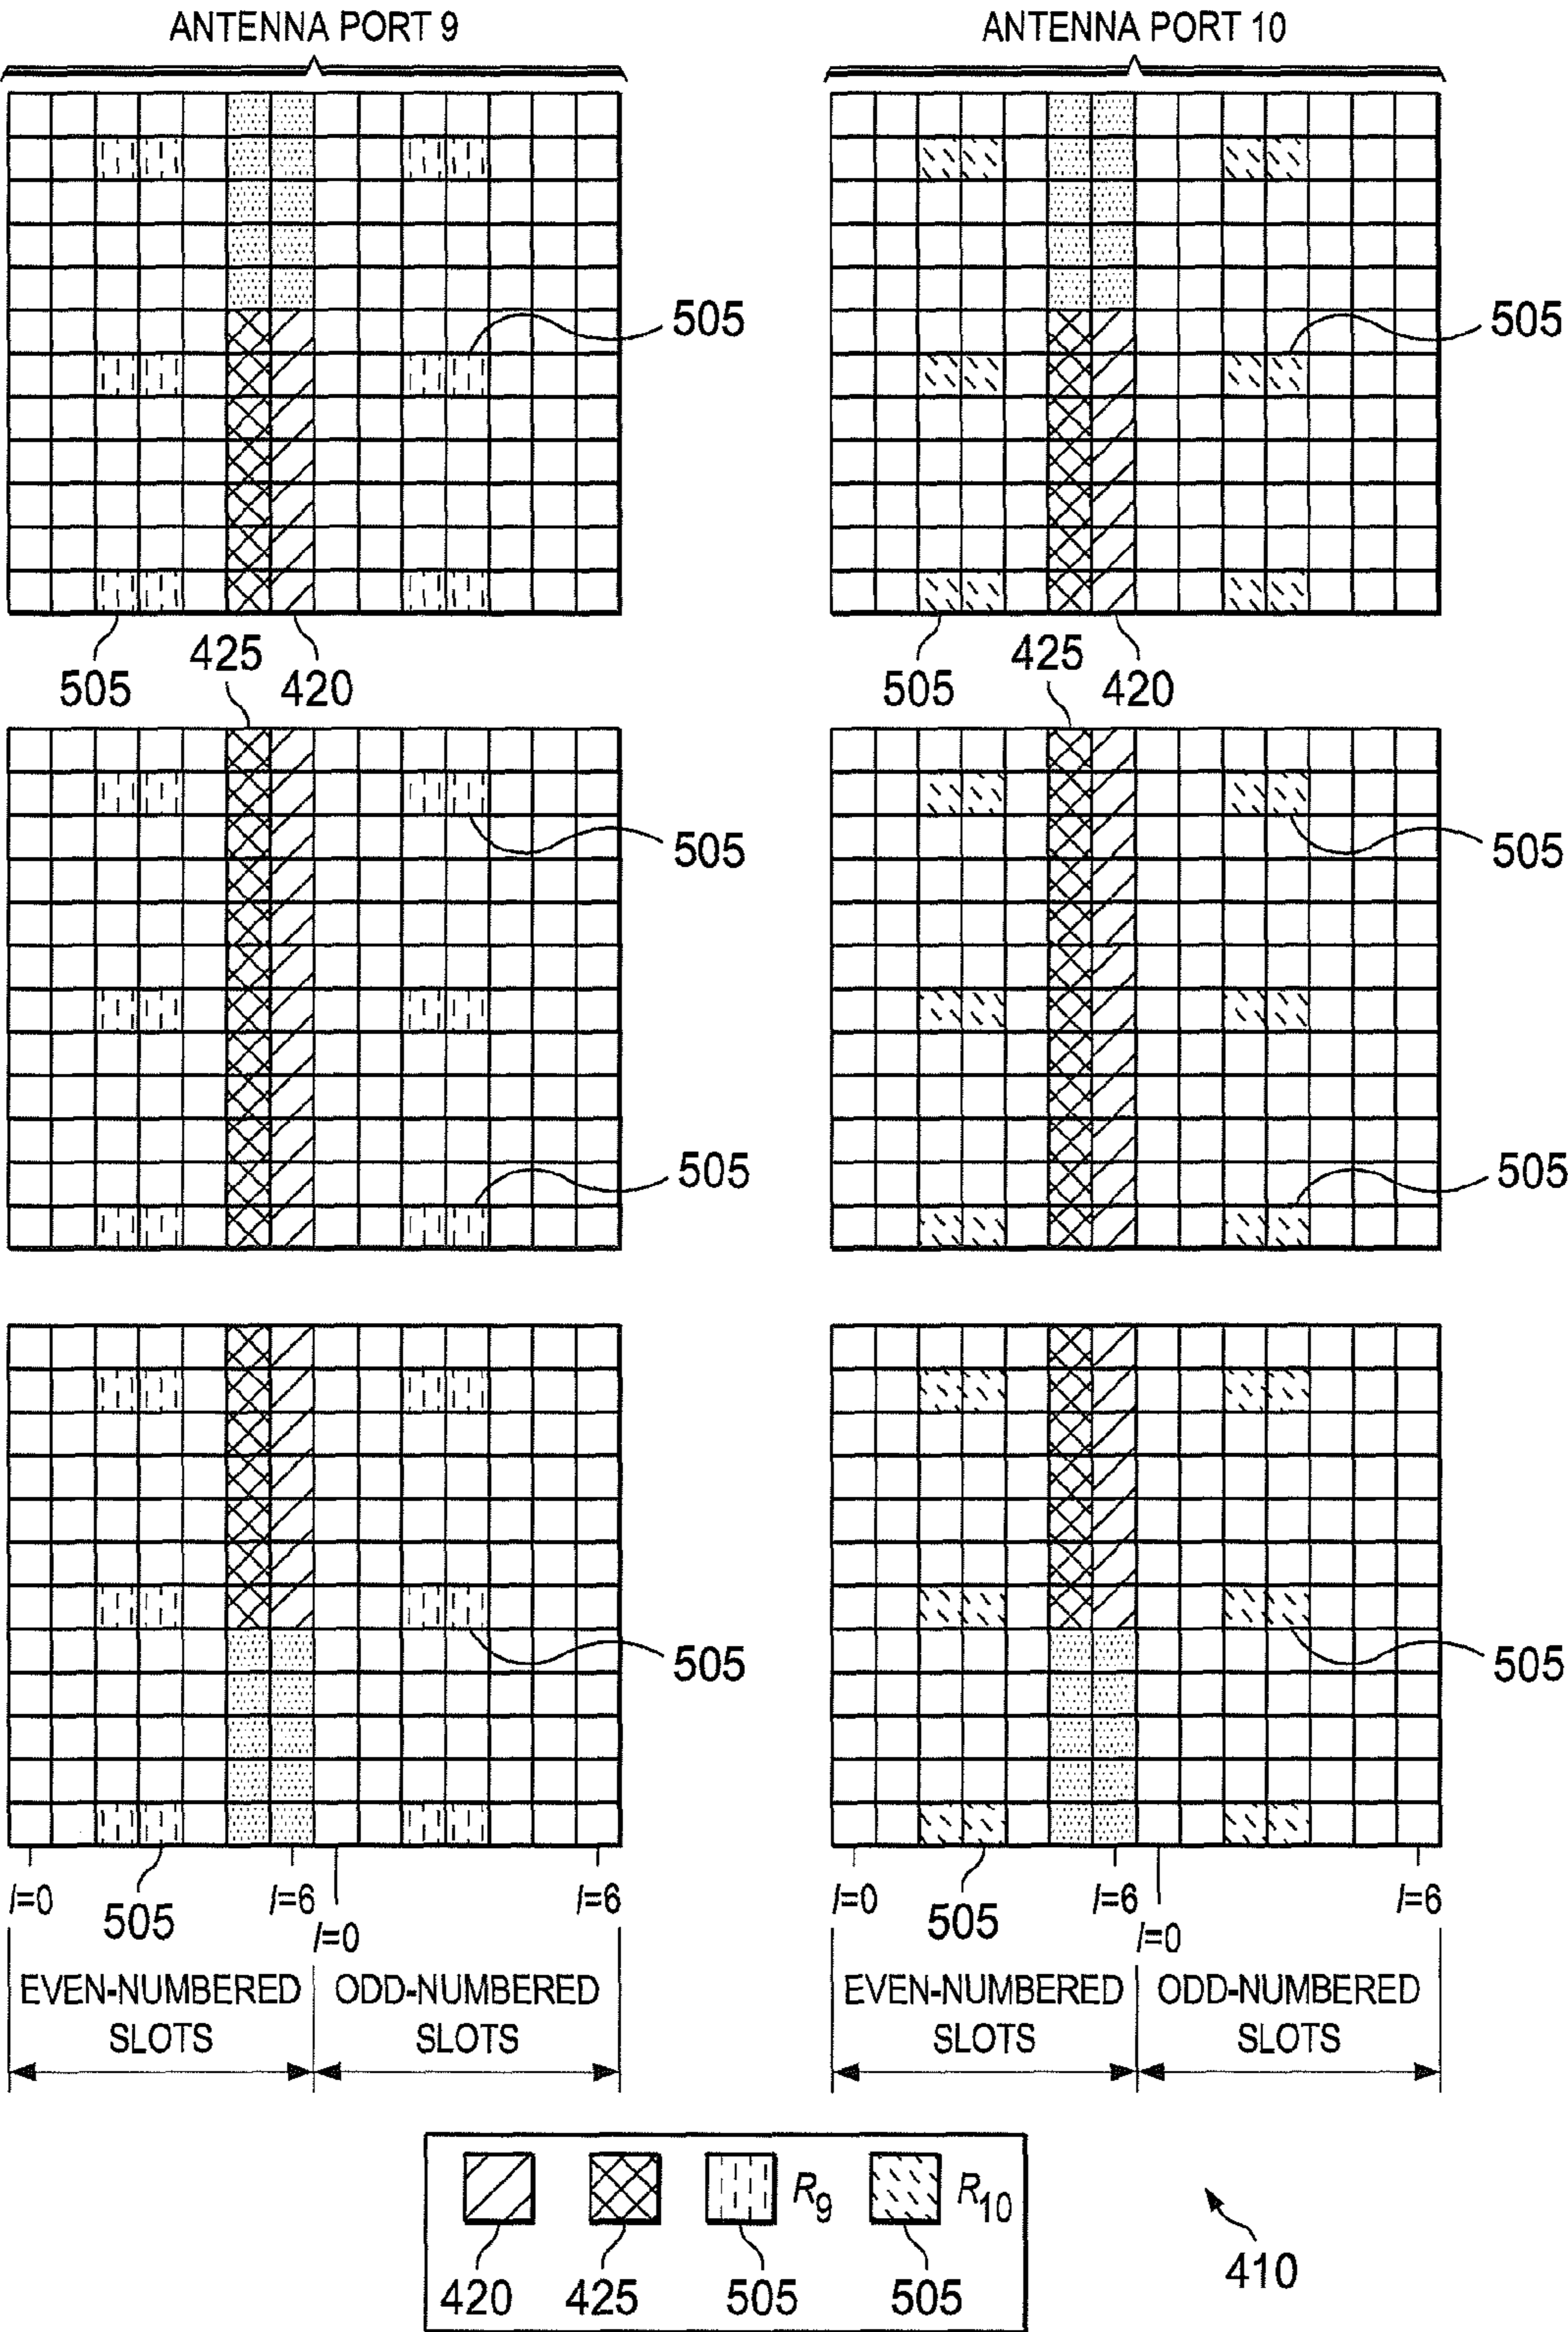 ANTENNA PORT 9
ANTENNA PORT 10
505
505
505
425
420
505
425
420
505
505
505
505
505
505
l=0
505
l=6
l=0
l=6
l=0
505
l=6
l=0
l=6
EVEN-NUMBERED SLOTS
ODD-NUMBERED SLOTS
EVEN-NUMBERED SLOTS
ODD-NUMBERED SLOTS
R9
R10
420
425
505
505
410